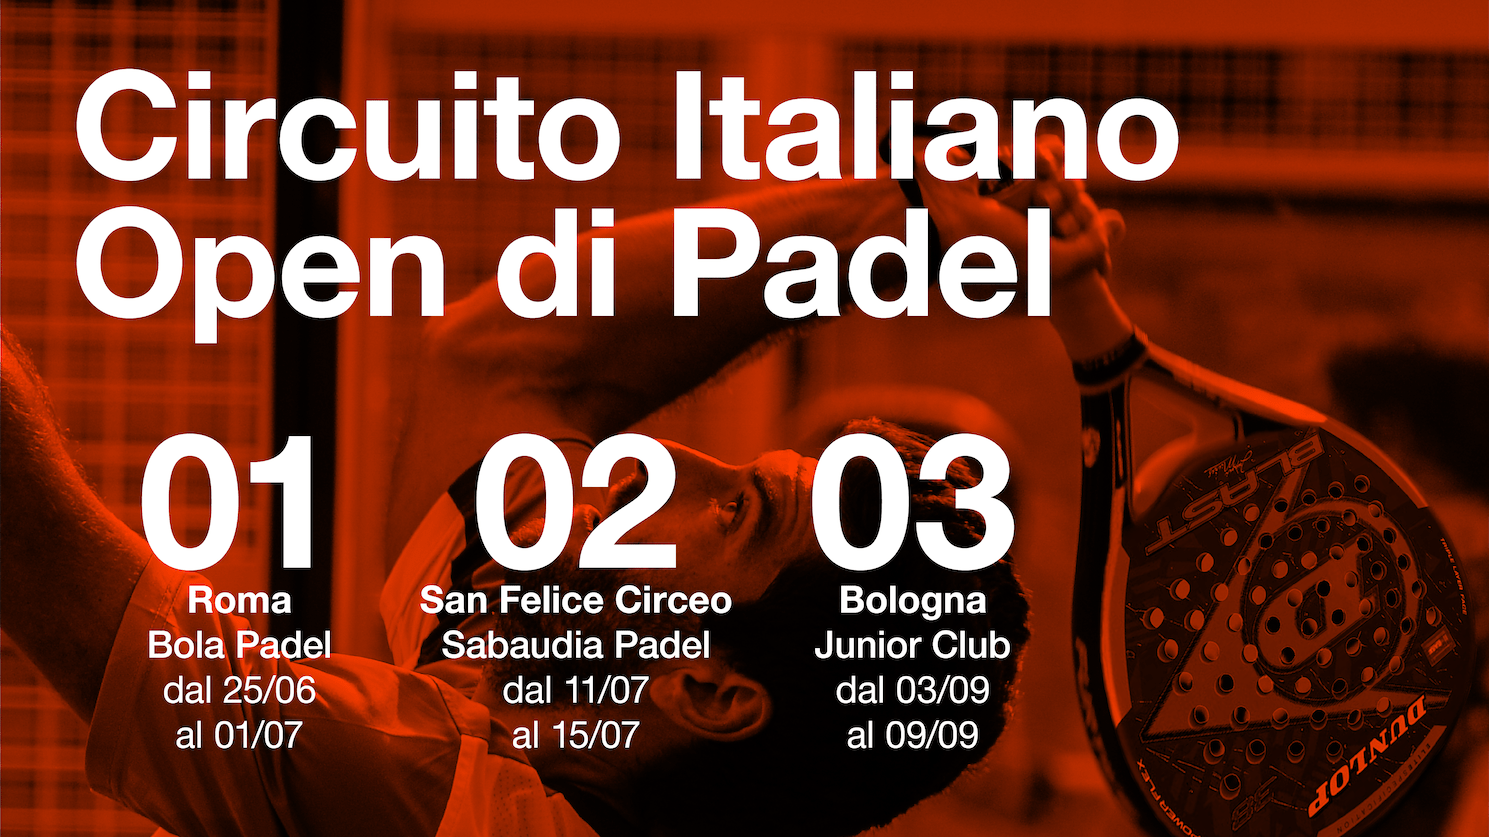 Circuito Italiano
Open di Padel
01
Roma
Bola Padel
dal 25/06
al 01/07
02
San Felice Circeo
Sabaudia Padel
dal 11/07
al 15/07
03
Bologna
Junior Club
dal 03/09
al 09/09
BLAST
DUNLOP
POWER FLEX